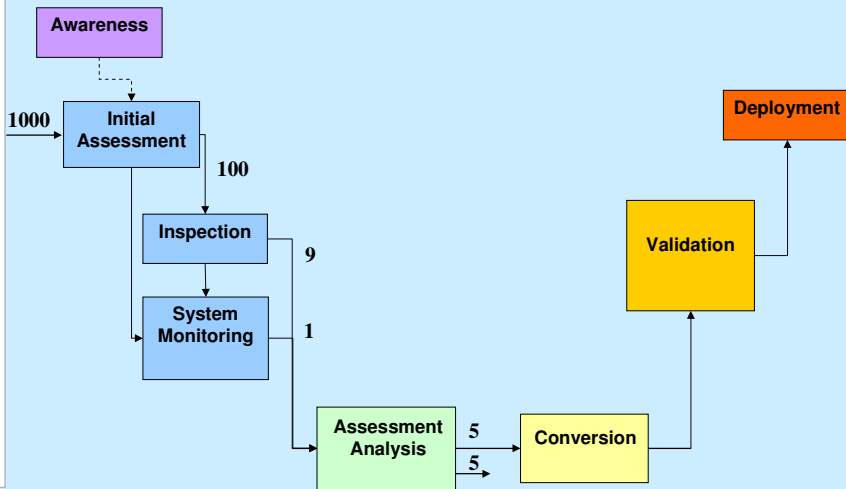 Awareness
1000
Initial
Assessment
Deployment
100
Inspection
9
Validation
System
Monitoring
1
Assessment
Analysis
5
5
Conversion